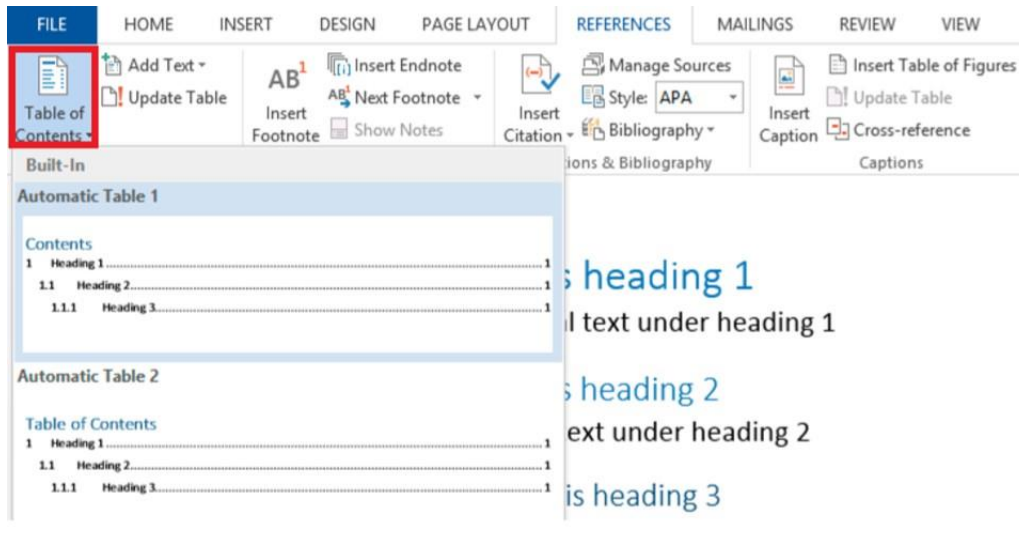 FILE HOME INSERT DESIGN PAGE LAYOUT REFERENCES MAILINGS REVIEW VIEW
Table of Contents
Add Text
Update Table
AB1 Insert Footnote
Insert Endnote
AB1 Next Footnote
Show Notes
Insert Citation
Manage Sources
Style: APA
Bibliography
ions & Bibliography
Insert Caption
Insert Table of Figures
Update Table
Cross-reference
Captions
Built-In
Automatic Table 1
Contents
1 Heading 1 1
1.1 Heading 2 1
1.1.1 Heading 3 1
Automatic Table 2
Table of Contents
1 Heading 1 1
1.1 Heading 2 1
1.1.1 Heading 3 1
s heading 1
l text under heading 1
s heading 2
ext under heading 2
is heading 3